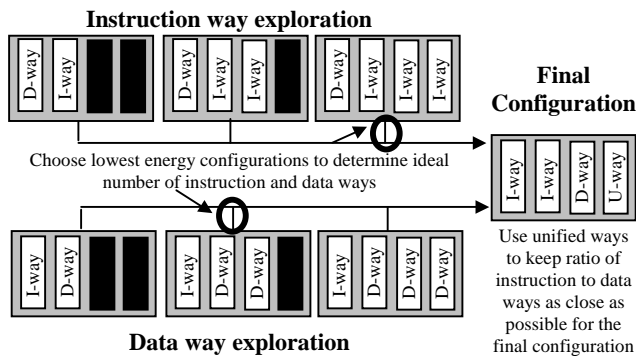 Instruction way exploration
D-way
I-way
D-way
I-way
I-way
D-way
I-way
I-way
I-way
Final
Configuration
Choose lowest energy configurations to determine ideal
number of instruction and data ways
I-way
I-way
D-way
U-way
I-way
D-way
I-way
D-way
D-way
I-way
D-way
D-way
D-way
Use unified ways
to keep ratio of
instruction to data
ways as close as
possible for the
final configuration
Data way exploration